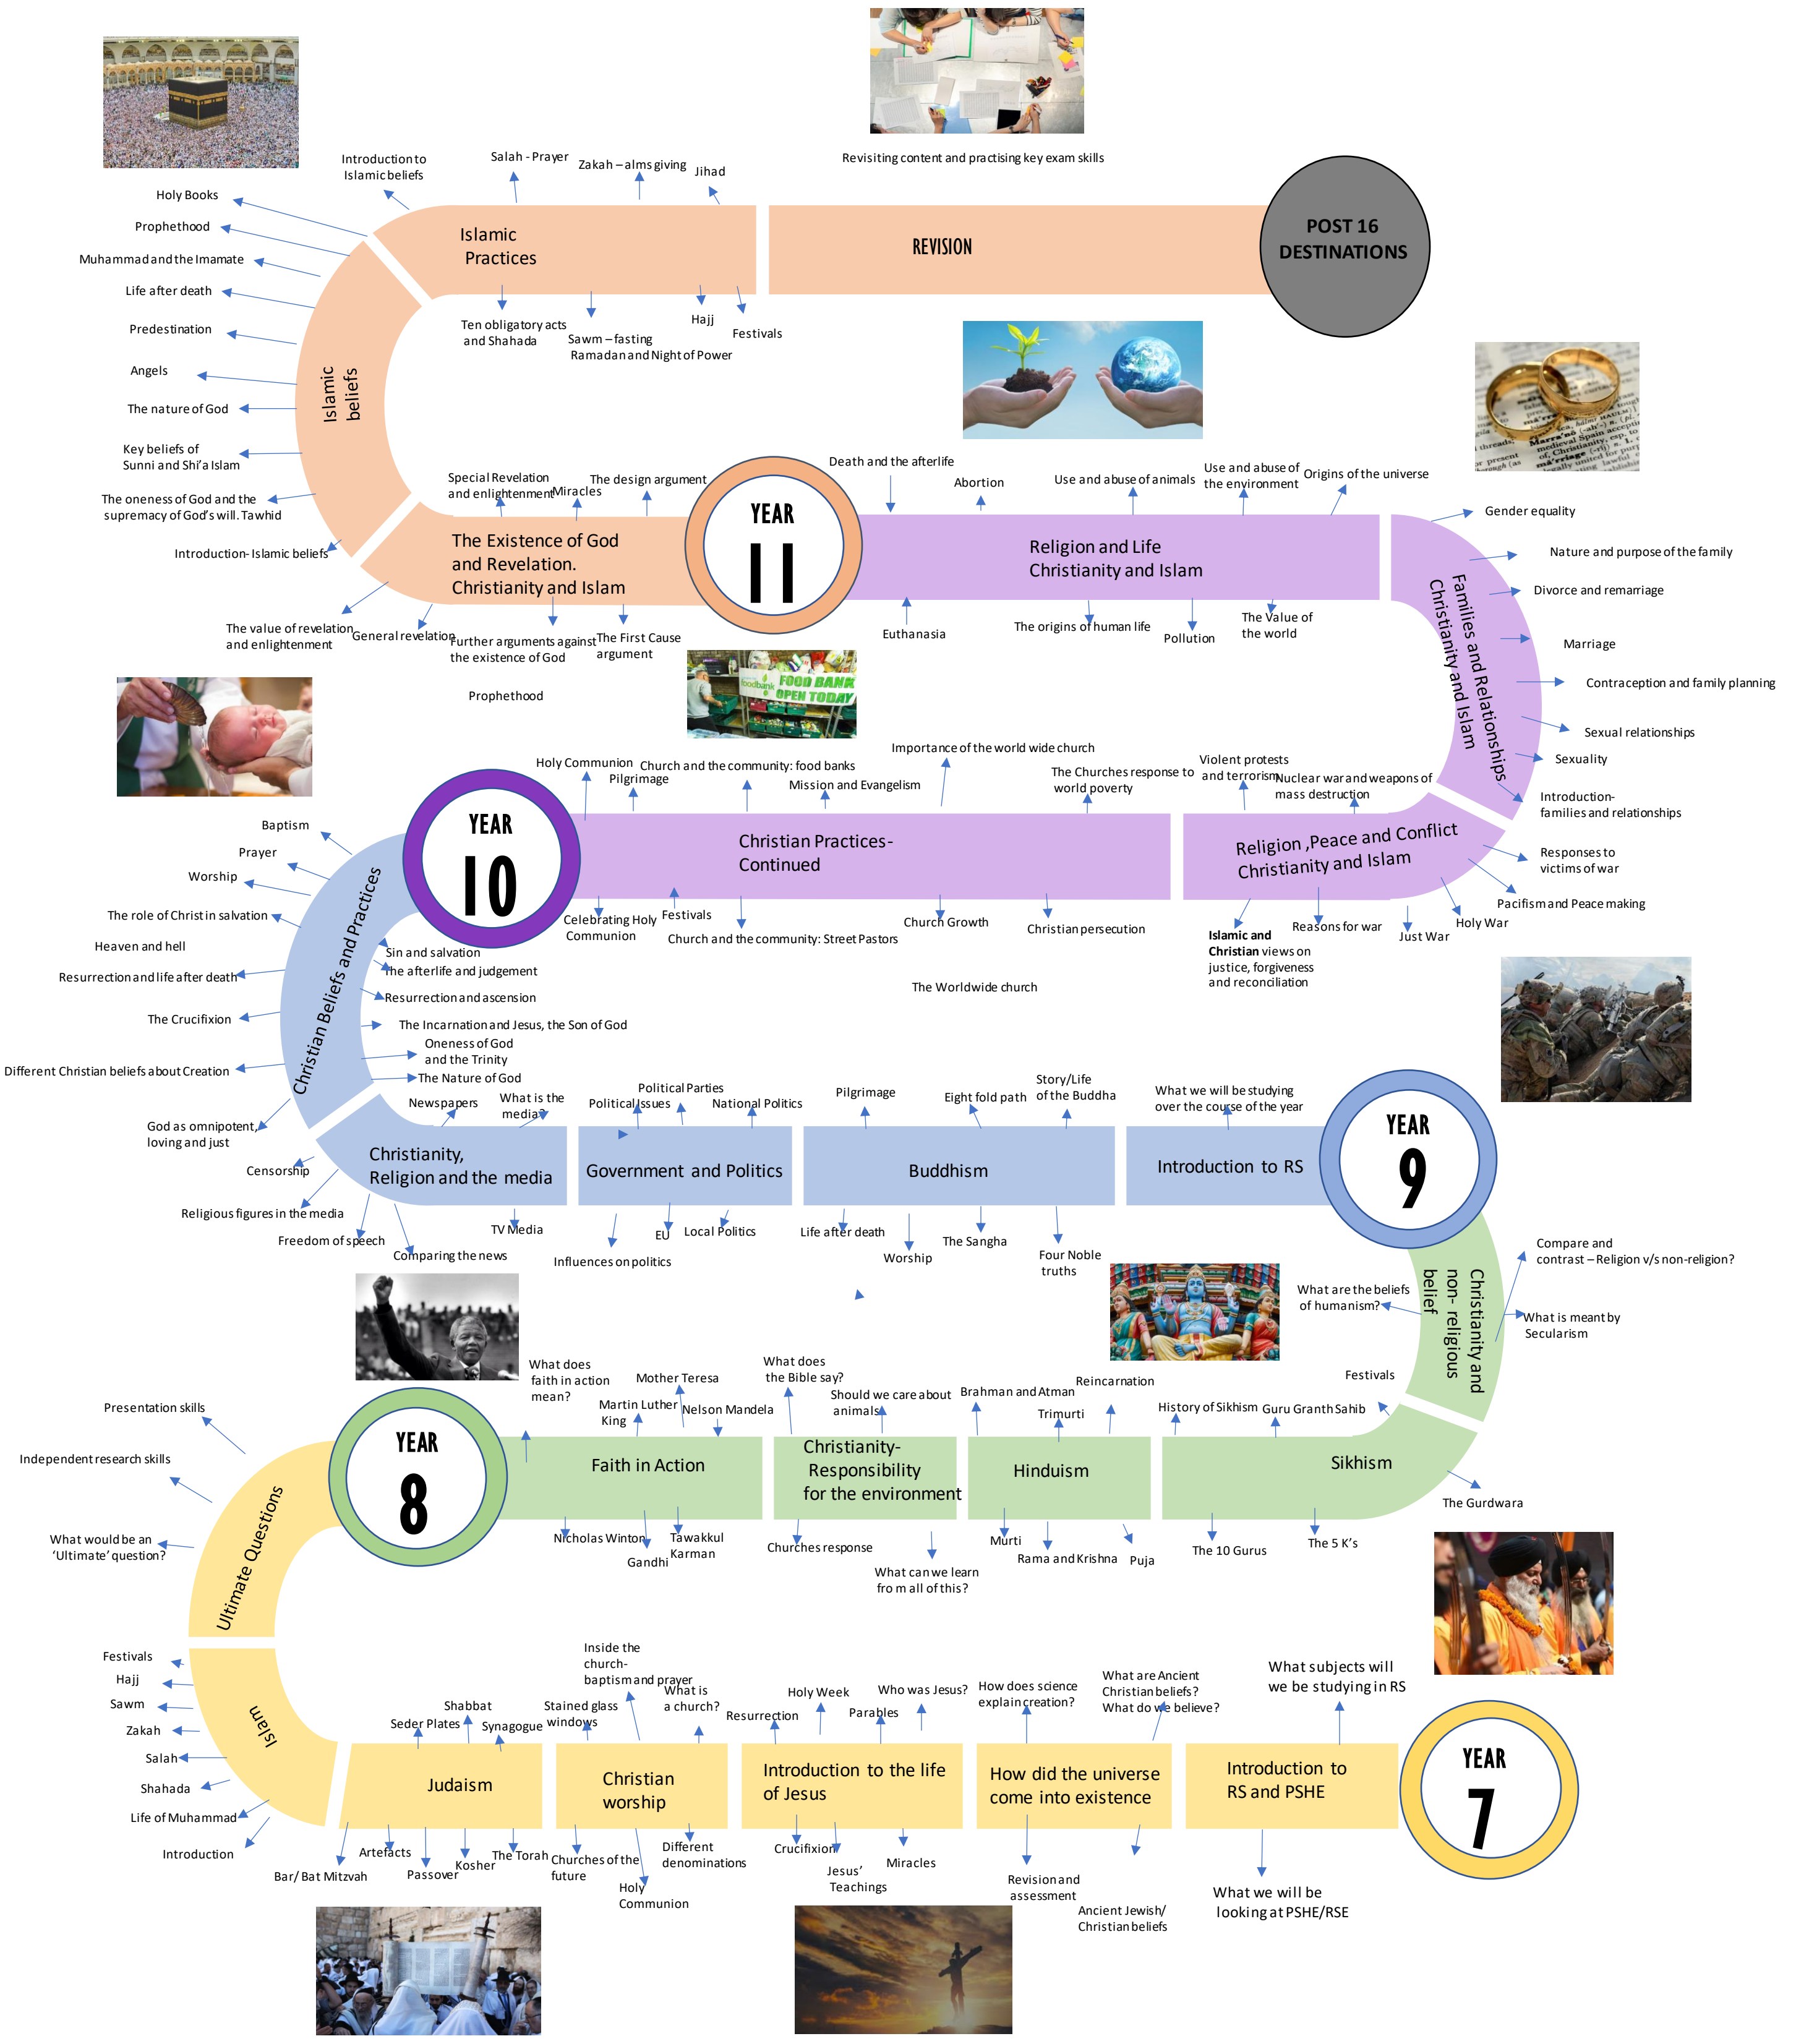 Revisiting content and practising key exam skills
Introduction to
Islamic beliefs
Salah - Prayer
Zakah – alms giving
Jihad
Holy Books
Prophethood
Muhammad and the Imamate
Life after death
Predestination
Angels
The nature of God
Key beliefs of
Sunni and Shi'a Islam
The oneness of God and the
supremacy of God's will. Tawhid
Introduction- Islamic beliefs
Islamic
Practices
REVISION
POST 16
DESTINATIONS
Ten obligatory acts
and Shahada
Sawm – fasting
Ramadan and Night of Power
Hajj
Festivals
Islamic
beliefs
Special Revelation
and enlightenment
Miracles
The design argument
The Existence of God
and Revelation.
Christianity and Islam
YEAR
11
The value of revelation
and enlightenment
General revelation
Further arguments against
the existence of God
The First Cause
argument
Prophethood
foodbank
FOOD BANK
OPEN TODAY
Death and the afterlife
Abortion
Use and abuse of animals
Use and abuse of
the environment
Origins of the universe
Religion and Life
Christianity and Islam
Euthanasia
The origins of human life
Pollution
The Value of
the world
Gender equality
Nature and purpose of the family
Divorce and remarriage
Marriage
Contraception and family planning
Sexual relationships
Sexuality
Introduction-
families and relationships
Families and Relationships
Christianity and Islam
Holy Communion
Pilgrimage
Church and the community: food banks
Mission and Evangelism
Importance of the world wide church
The Churches response to
world poverty
Violent protests
and terrorism
Nuclear war and weapons of
mass destruction
YEAR
10
Christian Practices-
Continued
Religion ,Peace and Conflict
Christianity and Islam
Responses to
victims of war
Pacifism and Peace making
Holy War
Just War
Reasons for war
Islamic and
Christian views on
justice, forgiveness
and reconciliation
Celebrating Holy
Communion
Festivals
Church and the community: Street Pastors
Church Growth
Christian persecution
The Worldwide church
Baptism
Prayer
Worship
The role of Christ in salvation
Heaven and hell
Resurrection and life after death
The Crucifixion
Different Christian beliefs about Creation
God as omnipotent,
loving and just
Christian Beliefs and Practices
Sin and salvation
The afterlife and judgement
Resurrection and ascension
The Incarnation and Jesus, the Son of God
Oneness of God
and the Trinity
The Nature of God
Newspapers
What is the
media?
Political Issues
Political Parties
National Politics
Pilgrimage
Eight fold path
Story/Life
of the Buddha
What we will be studying
over the course of the year
Christianity,
Religion and the media
Government and Politics
Buddhism
Introduction to RS
YEAR
9
Censorship
Religious figures in the media
Freedom of speech
Comparing the news
TV Media
Influences on politics
EU
Local Politics
Life after death
Worship
The Sangha
Four Noble
truths
Compare and
contrast – Religion v/s non-religion?
What are the beliefs
of humanism?
What is meant by
Secularism
Christianity and
non- religious
belief
What does
faith in action
mean?
Martin Luther
King
Mother Teresa
Nelson Mandela
What does
the Bible say?
Should we care about
animals
Brahman and Atman
Trimurti
Reincarnation
History of Sikhism
Guru Granth Sahib
Festivals
Presentation skills
Independent research skills
What would be an
'Ultimate' question?
Ultimate Questions
YEAR
8
Faith in Action
Christianity-
Responsibility
for the environment
Hinduism
Sikhism
The Gurdwara
Nicholas Winton
Gandhi
Tawakkul
Karman
Churches response
What can we learn
from all of this?
Murti
Rama and Krishna
Puja
The 10 Gurus
The 5 K's
Festivals
Hajj
Sawm
Zakah
Salah
Shahada
Life of Muhammad
Introduction
Islam
Seder Plates
Shabbat
Synagogue
Stained glass
windows
Inside the
church-
baptism and prayer
What is
a church?
Resurrection
Holy Week
Parables
Who was Jesus?
How does science
explain creation?
What are Ancient
Christian beliefs?
What do we believe?
What subjects will
we be studying in RS
Judaism
Christian
worship
Introduction to the life
of Jesus
How did the universe
come into existence
Introduction to
RS and PSHE
YEAR
7
Bar/ Bat Mitzvah
Artefacts
Passover
Kosher
The Torah
Churches of the
future
Holy
Communion
Different
denominations
Crucifixion
Jesus'
Teachings
Miracles
Revision and
assessment
Ancient Jewish/
Christian beliefs
What we will be
looking at PSHE/RSE